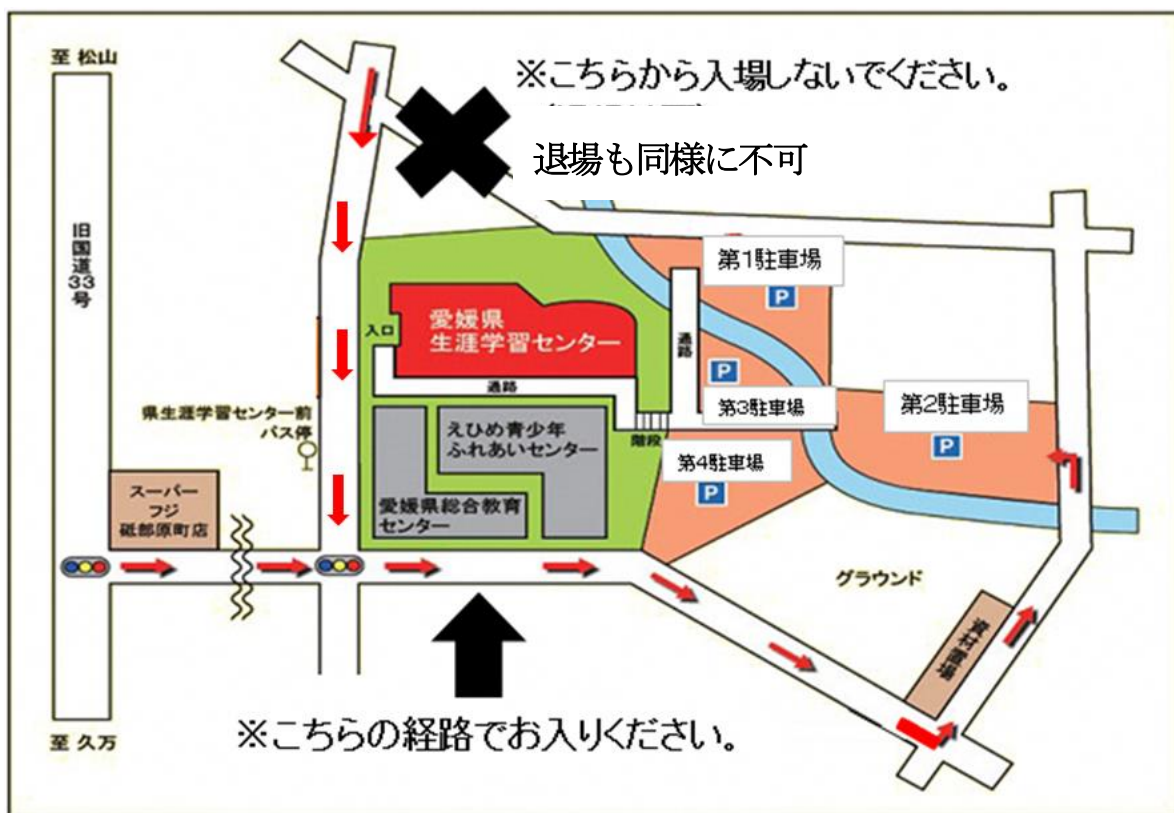 至 松山
※こちらから入場しないでください。
退場も同様に不可
旧国道33号
第1駐車場
P
愛媛県
生涯学習センター
入口
通路
通路
P
第3駐車場
第2駐車場
P
県生涯学習センター前
バス停
えひめ青少年
ふれあいセンター
階段
第4駐車場
P
スーパー
フジ
砥部原町店
愛媛県総合教育
センター
グラウンド
資材置場
※こちらの経路でお入りください。
至 久万